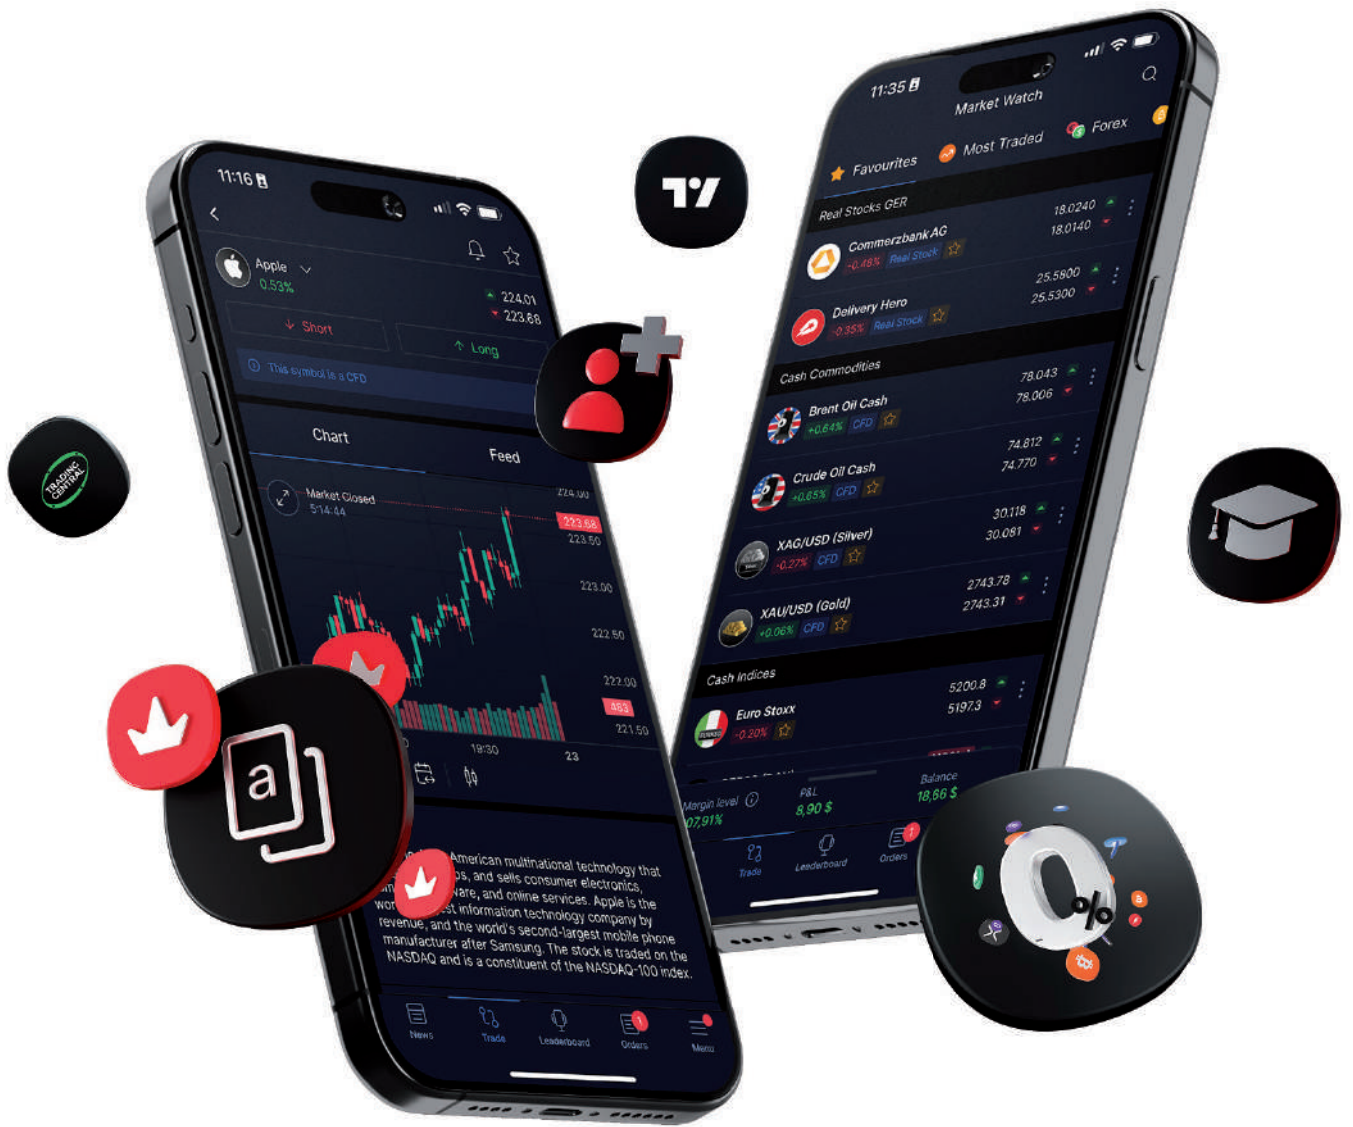 11:16
Apple
0.53%
224.01
223.68
Short
Long
This symbol is a CFD
Chart
Feed
Market Closed
5:14:44
224.00
223.68
223.50
223.00
222.50
222.00
483
221.50
19:30
23
American multinational technology that
and sells consumer electronics,
and online services. Apple is the
information technology company by
revenue, and the world's second-largest mobile phone
manufacturer after Samsung. The stock is traded on the
NASDAQ and is a constituent of the NASDAQ-100 index.
News
Trade
Leaderboard
Orders
1
Menu
TRADING
CENTRAL
a
11:35
Market Watch
Favourites
Most Traded
Forex
Real Stocks GER
Commerzbank AG
-0.48% Real Stock
18.0240
18.0140
Delivery Hero
-0.35% Real Stock
25.5800
25.5300
Cash Commodities
Brent Oil Cash
+0.64% CFD
78.043
78.006
Crude Oil Cash
+0.65% CFD
74.812
74.770
XAG/USD (Silver)
-0.27% CFD
30.118
30.081
XAU/USD (Gold)
+0.06% CFD
2743.78
2743.31
Cash Indices
Euro Stoxx
-0.20%
5200.8
5197.3
Margin level
07,91%
P&L
8,90 $
Balance
18,66 $
Trade
Leaderboard
Orders
0%